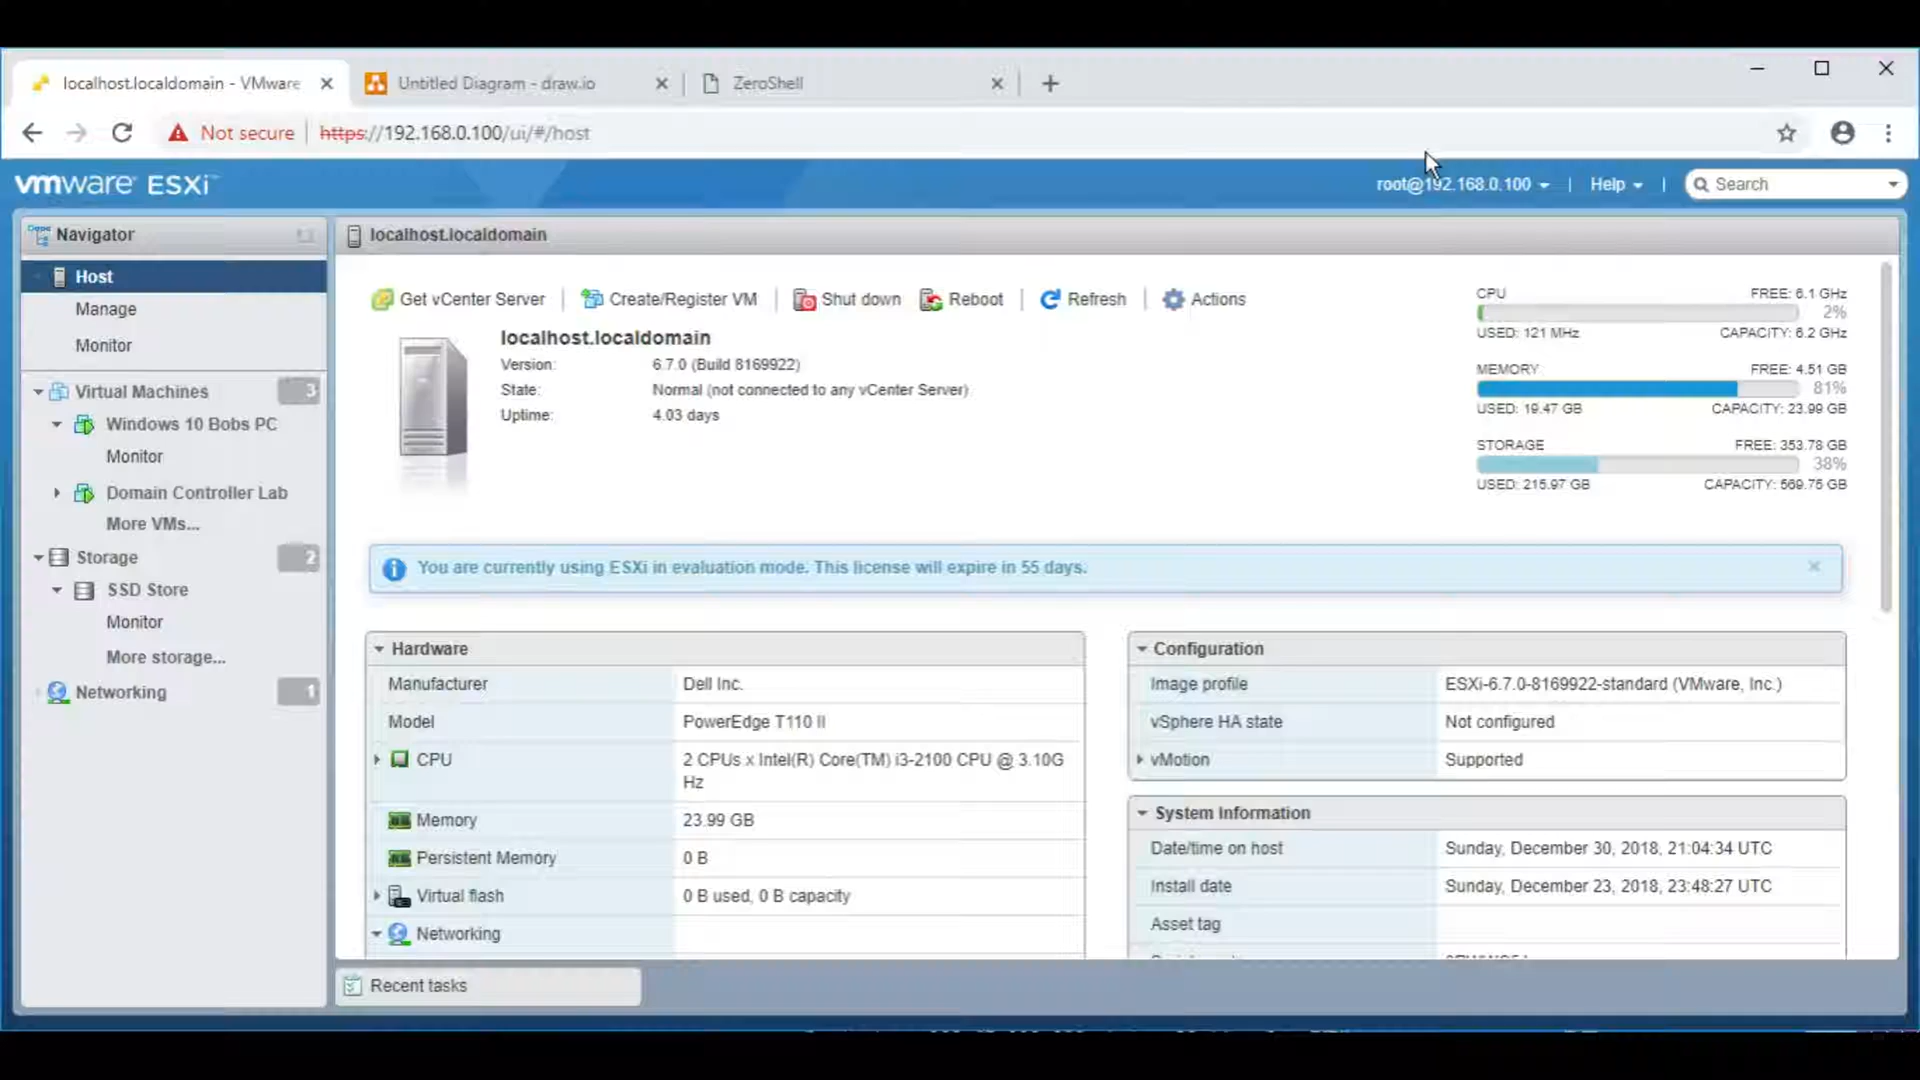 localhost.localdomain - VMware
Untitled Diagram - draw.io
ZeroShell
Not secure
https://192.168.0.100/ui/#/host
vmware ESXi™
root@192.168.0.100
Help
Search
Navigator
localhost.localdomain
Host
Manage
Monitor
Virtual Machines
3
Windows 10 Bobs PC
Monitor
Domain Controller Lab
More VMs...
Storage
2
SSD Store
Monitor
More storage...
Networking
1
Get vCenter Server
Create/Register VM
Shut down
Reboot
Refresh
Actions
localhost.localdomain
Version: 6.7.0 (Build 8169922)
State: Normal (not connected to any vCenter Server)
Uptime: 4.03 days
CPU FREE: 6.1 GHz
2%
USED: 121 MHz CAPACITY: 6.2 GHz
MEMORY FREE: 4.51 GB
81%
USED: 19.47 GB CAPACITY: 23.99 GB
STORAGE FREE: 353.78 GB
38%
USED: 215.97 GB CAPACITY: 569.75 GB
You are currently using ESXi in evaluation mode. This license will expire in 55 days.
Hardware
Manufacturer Dell Inc.
Model PowerEdge T110 II
CPU 2 CPUs x Intel(R) Core(TM) i3-2100 CPU @ 3.10G
Hz
Memory 23.99 GB
Persistent Memory 0 B
Virtual flash 0 B used, 0 B capacity
Networking
Configuration
Image profile ESXi-6.7.0-8169922-standard (VMware, Inc.)
vSphere HA state Not configured
vMotion Supported
System Information
Date/time on host Sunday, December 30, 2018, 21:04:34 UTC
Install date Sunday, December 23, 2018, 23:48:27 UTC
Asset tag
Recent tasks